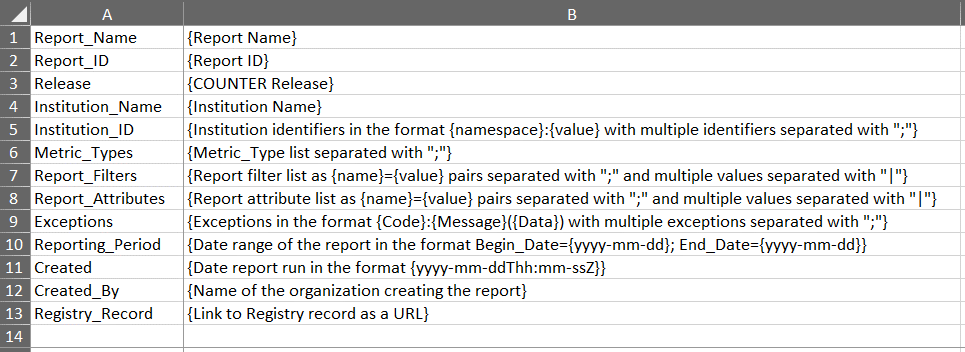 A B
1 Report_Name {Report Name}
2 Report_ID {Report ID}
3 Release {COUNTER Release}
4 Institution_Name {Institution Name}
5 Institution_ID {Institution identifiers in the format {namespace}:{value} with multiple identifiers separated with ";"}
6 Metric_Types {Metric_Type list separated with ";"}
7 Report_Filters {Report filter list as {name}={value} pairs separated with ";" and multiple values separated with "|"}
8 Report_Attributes {Report attribute list as {name}={value} pairs separated with ";" and multiple values separated with "|"}
9 Exceptions {Exceptions in the format {Code}:{Message}({Data}) with multiple exceptions separated with ";"}
10 Reporting_Period {Date range of the report in the format Begin_Date={yyyy-mm-dd}; End_Date={yyyy-mm-dd}}
11 Created {Date report run in the format {yyyy-mm-ddThh:mm-ssZ}}
12 Created_By {Name of the organization creating the report}
13 Registry_Record {Link to Registry record as a URL}
14